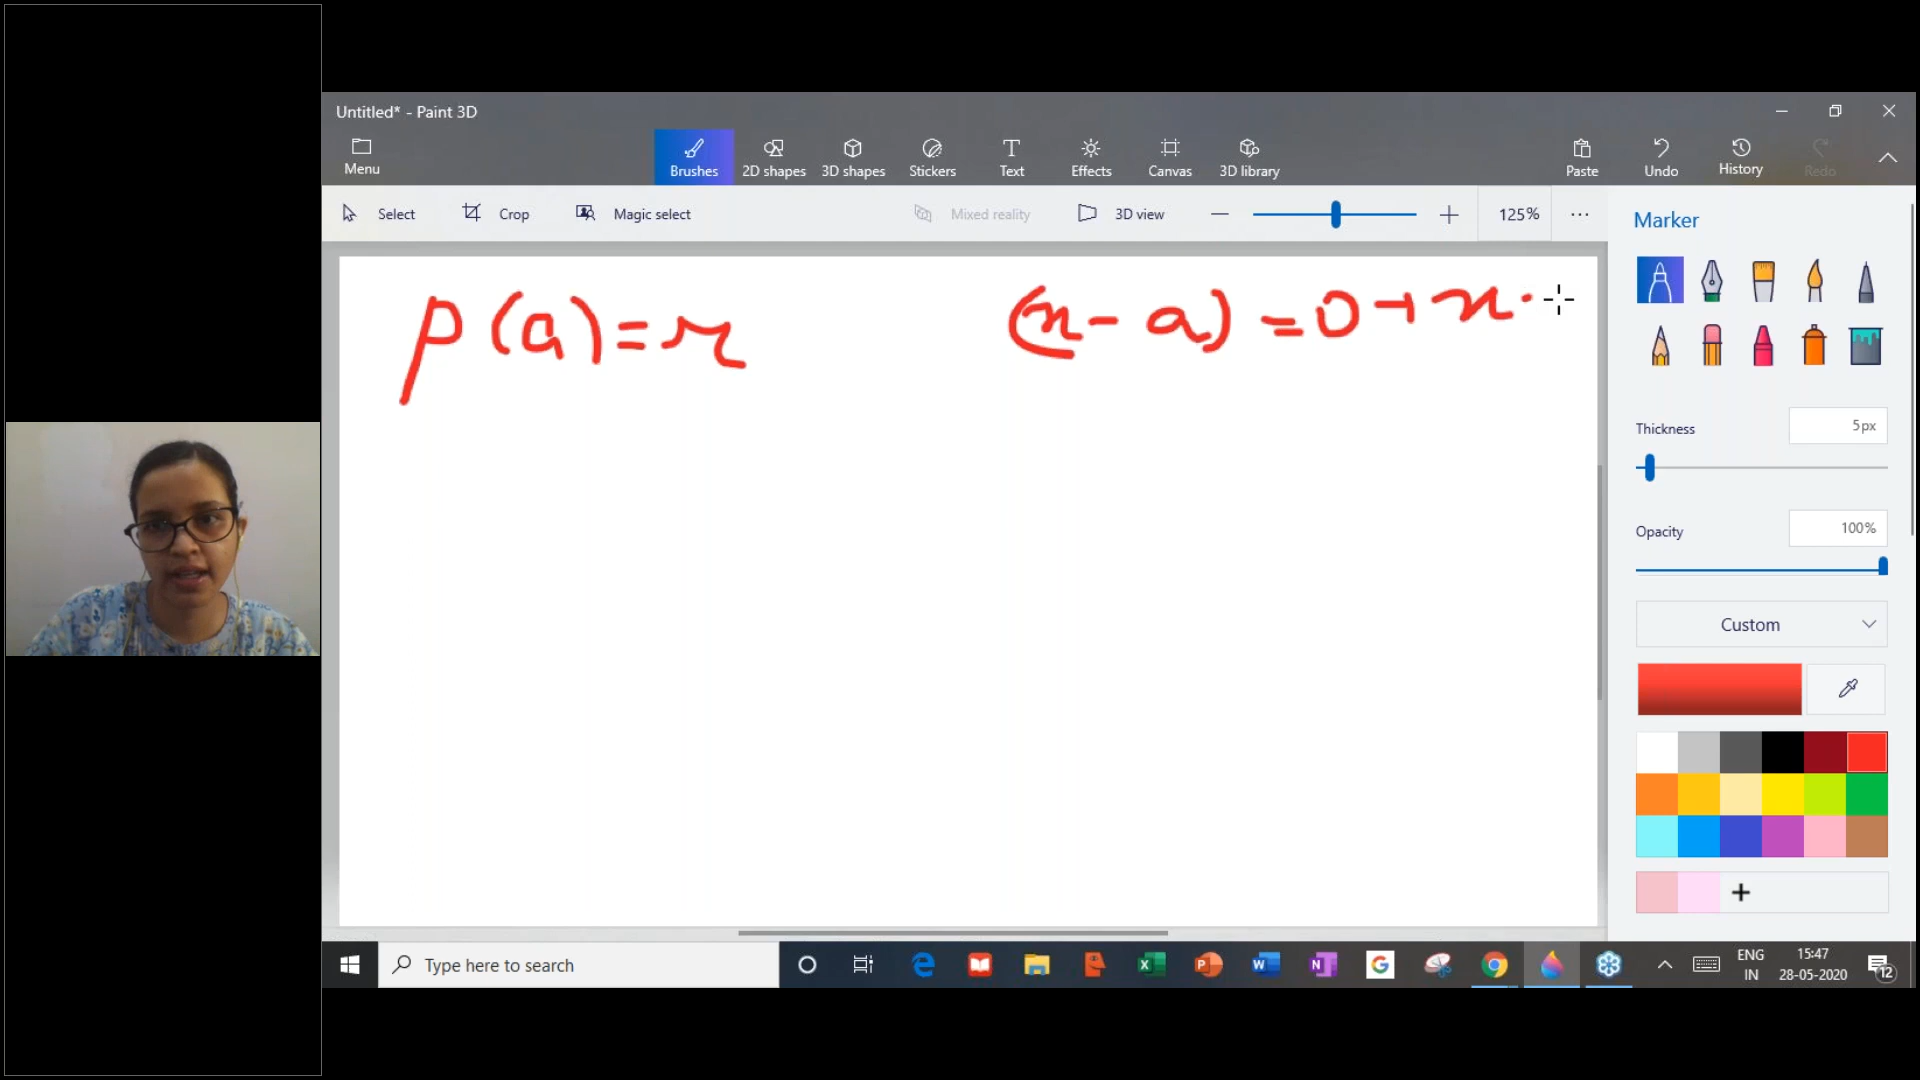 Untitled* - Paint 3D
Menu
Brushes
2D shapes
3D shapes
Stickers
Text
Effects
Canvas
3D library
Paste
Undo
History
Redo
Select
Crop
Magic select
Mixed reality
3D view
125%
Marker
p(a)=r
(x-a)=0
Thickness
5px
Opacity
100%
Custom
Type here to search
ENG
IN
15:47
28-05-2020
12